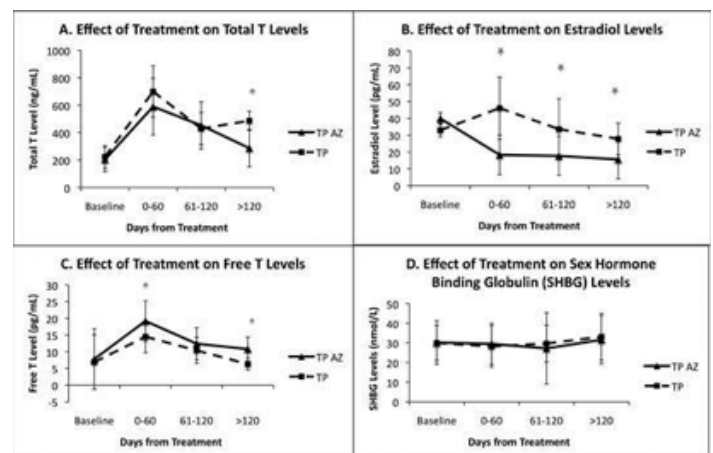 A. Effect of Treatment on Total T Levels
Total T Level (ng/mL)
1000
800
600
400
200
0
Baseline 0-60 61-120 >120
Days from Treatment
*
TP AZ
TP
B. Effect of Treatment on Estradiol Levels
Estradiol Level (pg/mL)
80
70
60
50
40
30
20
10
0
Baseline 0-60 61-120 >120
Days from Treatment
* * *
TP AZ
TP
C. Effect of Treatment on Free T Levels
Free T Level (pg/mL)
30
25
20
15
10
5
0
-5
Baseline 0-60 61-120 >120
Days from Treatment
* *
TP AZ
TP
D. Effect of Treatment on Sex Hormone
Binding Globulin (SHBG) Levels
SHBG Levels (nmol/L)
50
40
30
20
10
0
Baseline 0-60 61-120 >120
Days from Treatment
TP AZ
TP